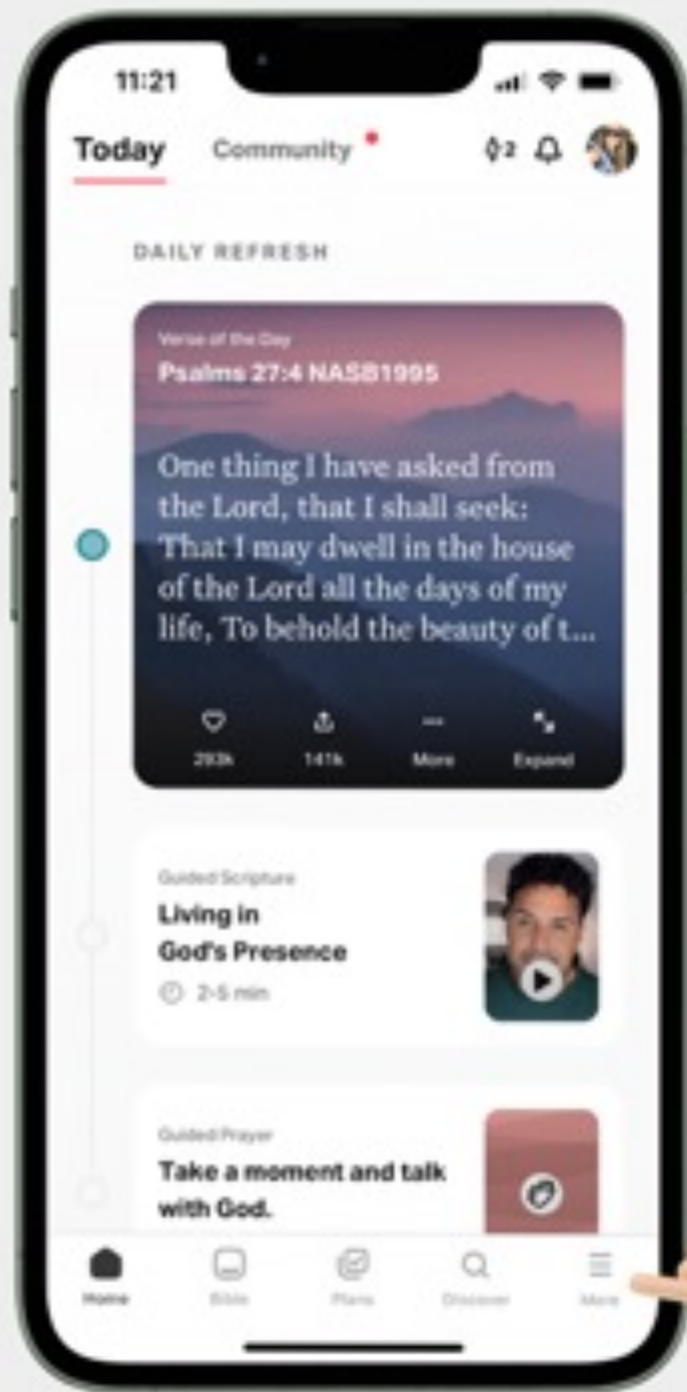 11:21
Today
Community
2
DAILY REFRESH
Verse of the Day
Psalms 27:4 NASB1995
One thing I have asked from
the Lord, that I shall seek:
That I may dwell in the house
of the Lord all the days of my
life, To behold the beauty of t...
293k
141k
More
Expand
Guided Scripture
Living in
God's Presence
2-5 min
Guided Prayer
Take a moment and talk
with God.
Home
Bible
Plans
Discover
More